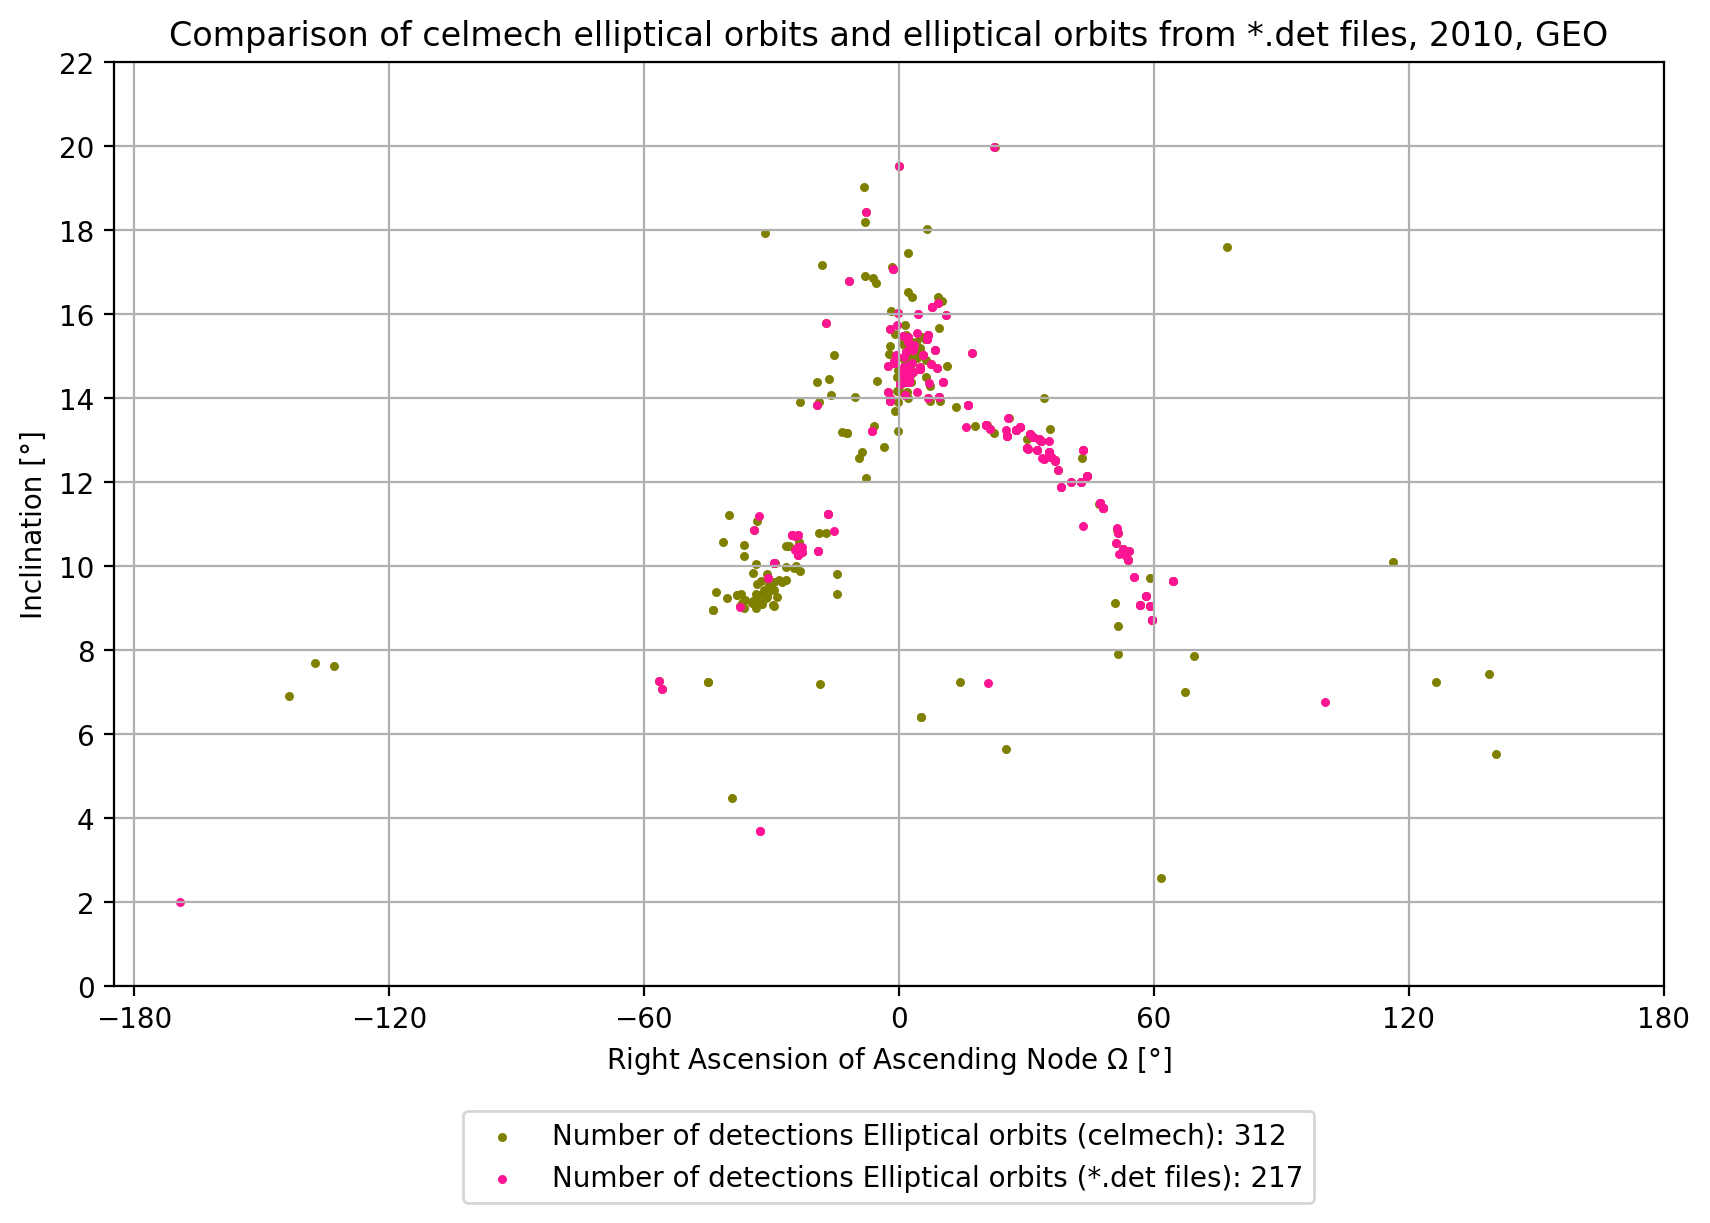 Comparison of celmech elliptical orbits and elliptical orbits from *.det files, 2010, GEO
22
20
18
16
14
12
10
8
6
4
2
0
Inclination [°]
−180 −120 −60 0 60 120 180
Right Ascension of Ascending Node Ω [°]
Number of detections Elliptical orbits (celmech): 312
Number of detections Elliptical orbits (*.det files): 217